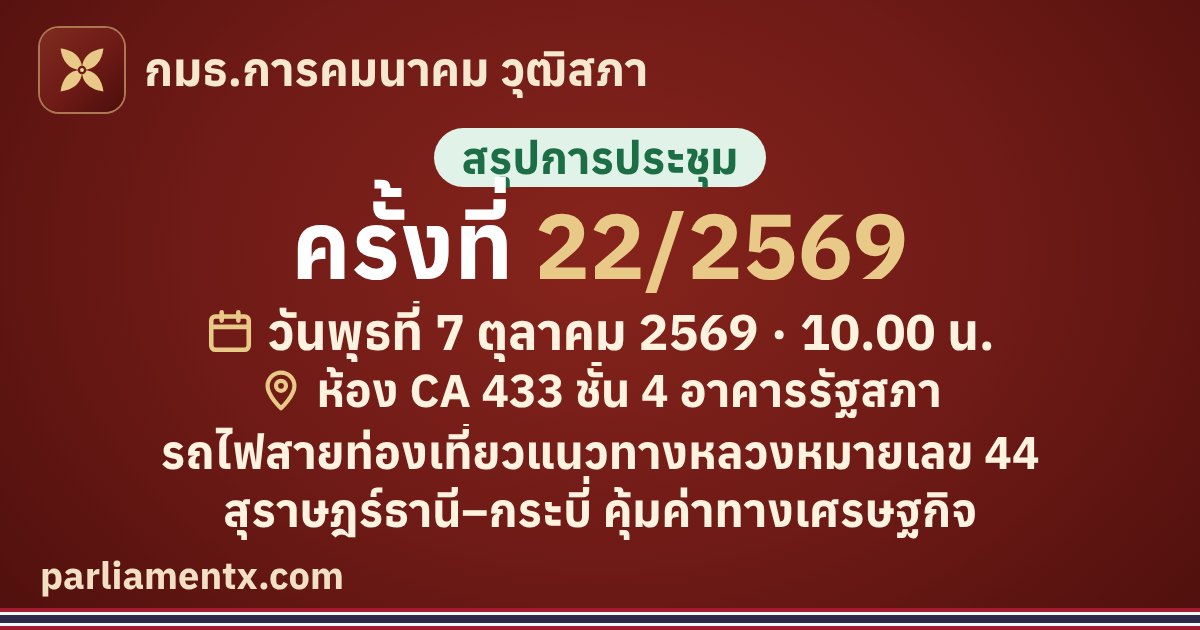 กมธ.การคมนาคม วุฒิสภา
สรุปการประชุม
ครั้งที่ 22/2569
วันพุธที่ 7 ตุลาคม 2569 · 10.00 น.
ห้อง CA 433 ชั้น 4 อาคารรัฐสภา
รถไฟสายท่องเที่ยวแนวทางหลวงหมายเลข 44
สุราษฎร์ธานี–กระบี่ คุ้มค่าทางเศรษฐกิจ
parliamentx.com